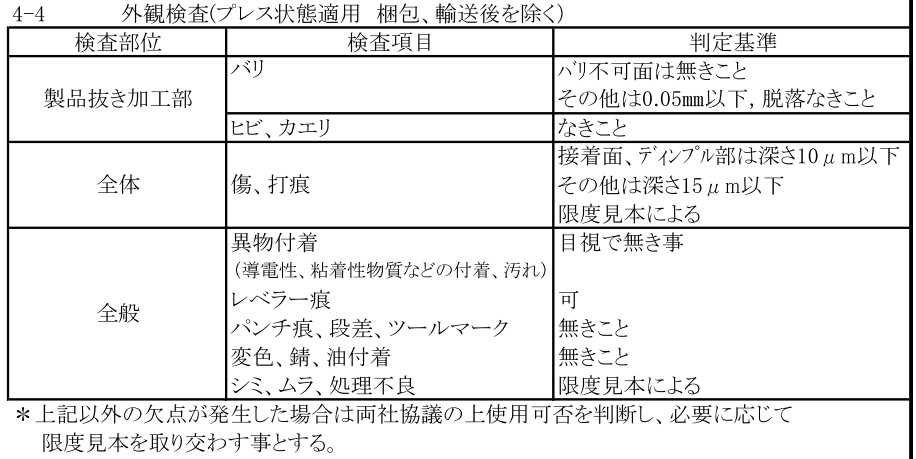 4-4 外観検査(プレス状態適用 梱包、輸送後を除く)
検査部位 検査項目 判定基準
製品抜き加工部 バリ バリ不可面は無きこと
その他は0.05㎜以下, 脱落なきこと
ヒビ、カエリ なきこと
全体 傷、打痕 接着面、ディンプル部は深さ10μm以下
その他は深さ15μm以下
限度見本による
全般 異物付着 目視で無き事
(導電性、粘着性物質などの付着、汚れ)
レベラー痕 可
パンチ痕、段差、ツールマーク 無きこと
変色、錆、油付着 無きこと
シミ、ムラ、処理不良 限度見本による
＊上記以外の欠点が発生した場合は両社協議の上使用可否を判断し、必要に応じて
限度見本を取り交わす事とする。